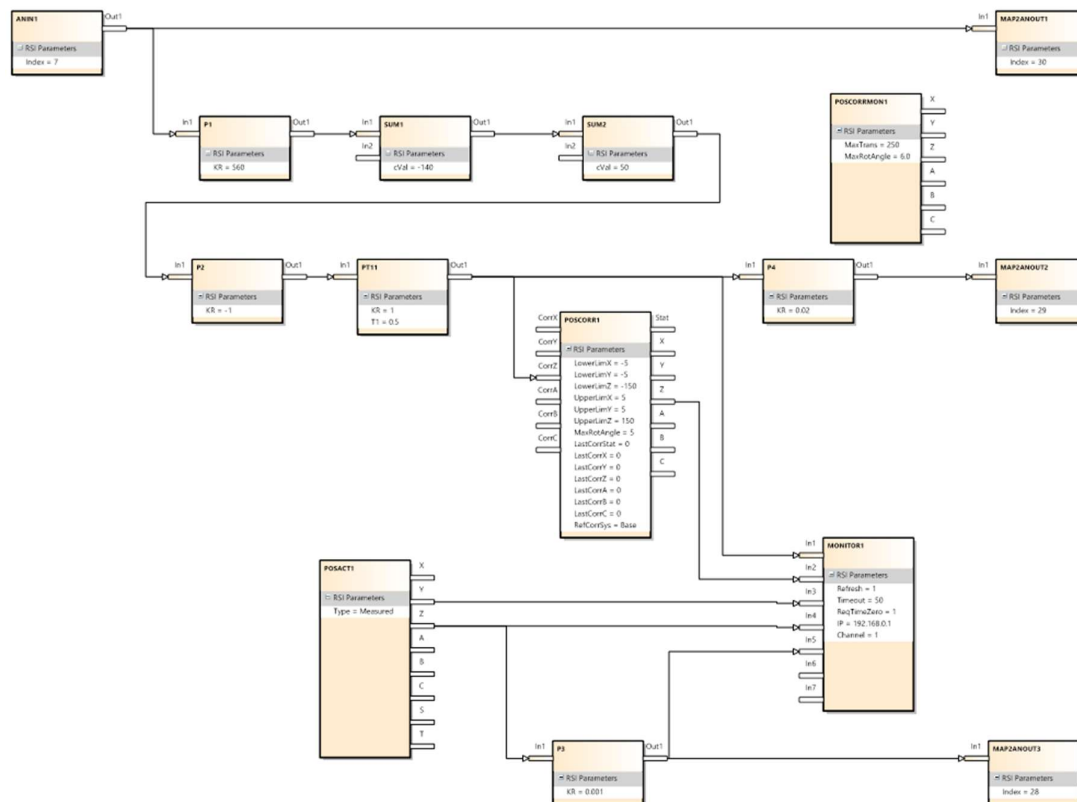 ANIN1
Out1
RSI Parameters
Index = 7
In1
MAP2ANOUT1
RSI Parameters
Index = 30
In1
P1
Out1
RSI Parameters
KR = 560
In1
In2
SUM1
Out1
RSI Parameters
cVal = -140
In1
In2
SUM2
Out1
RSI Parameters
cVal = 50
POSCORRMON1
RSI Parameters
MaxTrans = 250
MaxRotAngle = 6.0
X
Y
Z
A
B
C
In1
P2
Out1
RSI Parameters
KR = -1
In1
PT11
Out1
RSI Parameters
KR = 1
T1 = 0.5
In1
P4
Out1
RSI Parameters
KR = 0.02
In1
MAP2ANOUT2
RSI Parameters
Index = 29
CorrX
CorrY
CorrZ
CorrA
CorrB
CorrC
POSCORR1
RSI Parameters
LowerLimX = -5
LowerLimY = -5
LowerLimZ = -150
UpperLimX = 5
UpperLimY = 5
UpperLimZ = 150
MaxRotAngle = 5
LastCorrStat = 0
LastCorrX = 0
LastCorrY = 0
LastCorrZ = 0
LastCorrA = 0
LastCorrB = 0
LastCorrC = 0
RefCorrSys = Base
Stat
X
Y
Z
A
B
C
POSACT1
RSI Parameters
Type = Measured
X
Y
Z
A
B
C
S
T
In1
In2
In3
In4
In5
In6
In7
MONITOR1
RSI Parameters
Refresh = 1
Timeout = 50
ReqTimeZero = 1
IP = 192.168.0.1
Channel = 1
In1
P3
Out1
RSI Parameters
KR = 0.001
In1
MAP2ANOUT3
RSI Parameters
Index = 28